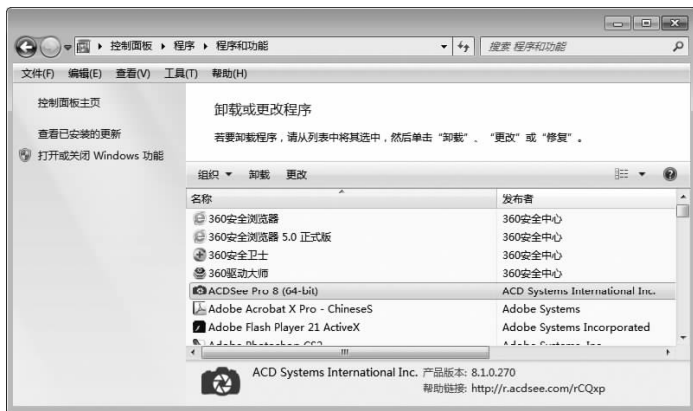 控制面板 ▸ 程序 ▸ 程序和功能
搜索 程序和功能
文件(F) 编辑(E) 查看(V) 工具(T) 帮助(H)
控制面板主页
查看已安装的更新
打开或关闭 Windows 功能
卸载或更改程序
若要卸载程序，请从列表中将其选中，然后单击“卸载”、“更改”或“修复”。
组织 卸载 更改
名称 发布者
360安全浏览器 360安全中心
360安全浏览器 5.0 正式版 360安全中心
360安全卫士 360安全中心
360驱动大师 360安全中心
ACDSee Pro 8 (64-bit) ACD Systems International Inc.
Adobe Acrobat X Pro - ChineseS Adobe Systems
Adobe Flash Player 21 ActiveX Adobe Systems Incorporated
Adobe Photoshop CS3 Adobe Systems Inc
ACD Systems International Inc. 产品版本: 8.1.0.270
帮助链接: http://r.acdsee.com/rCQxp